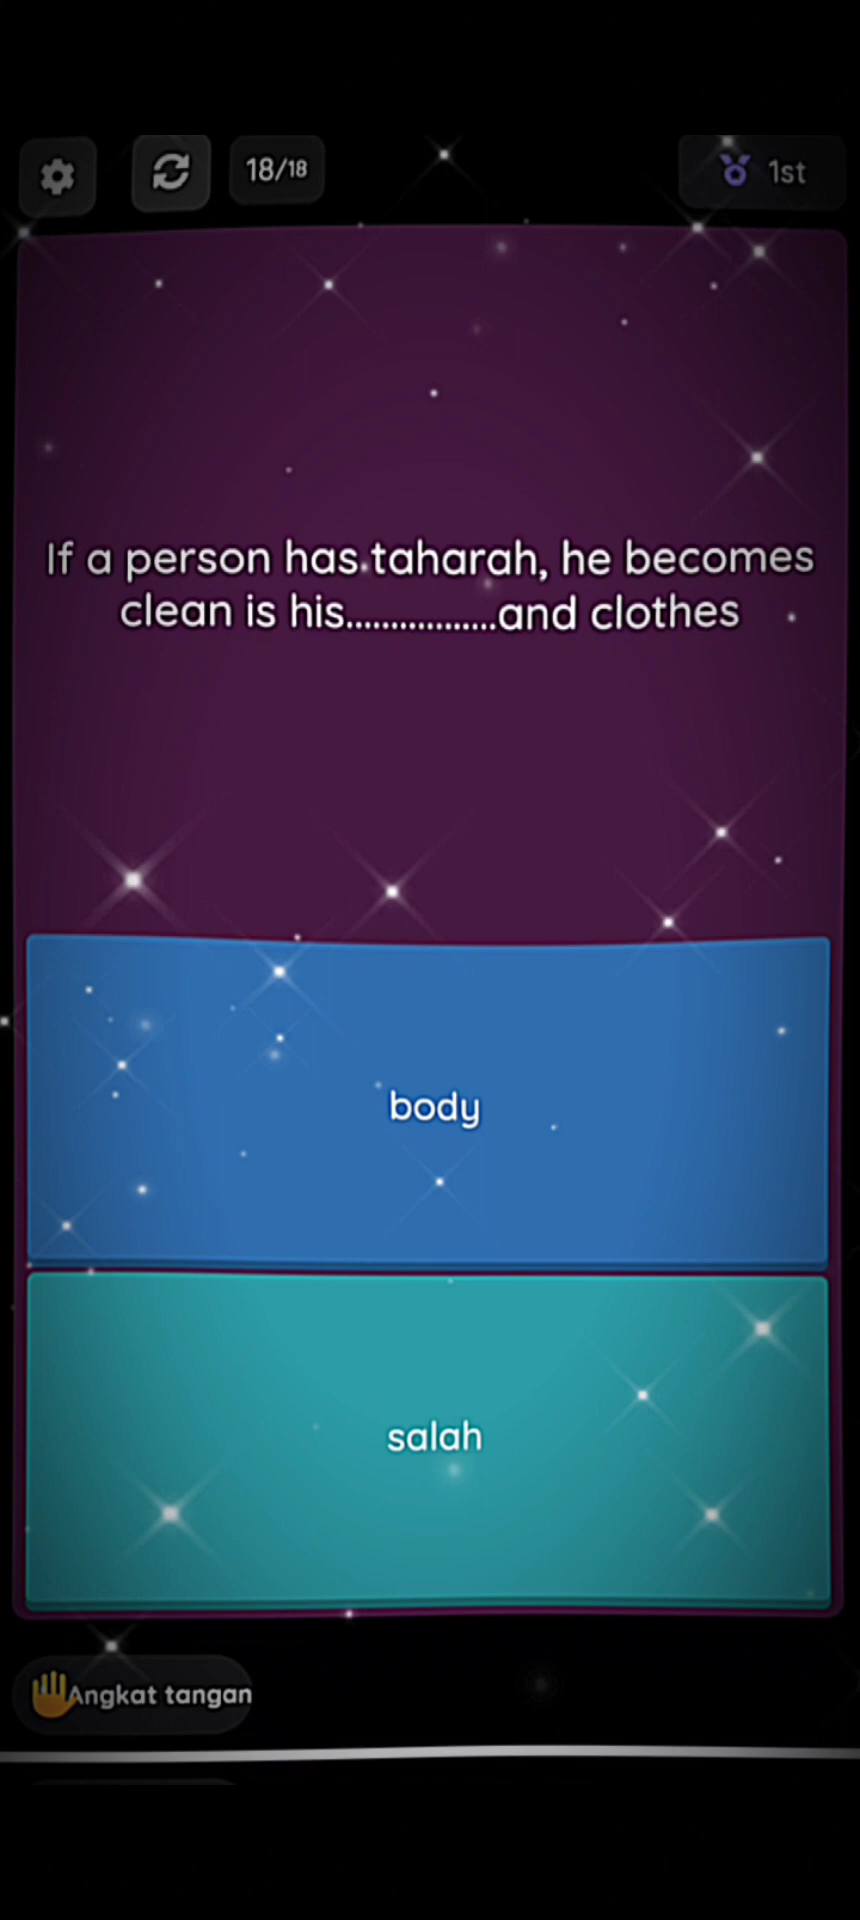 18/18
1st
If a person has taharah, he becomes
clean is his.................and clothes
body
salah
Angkat tangan